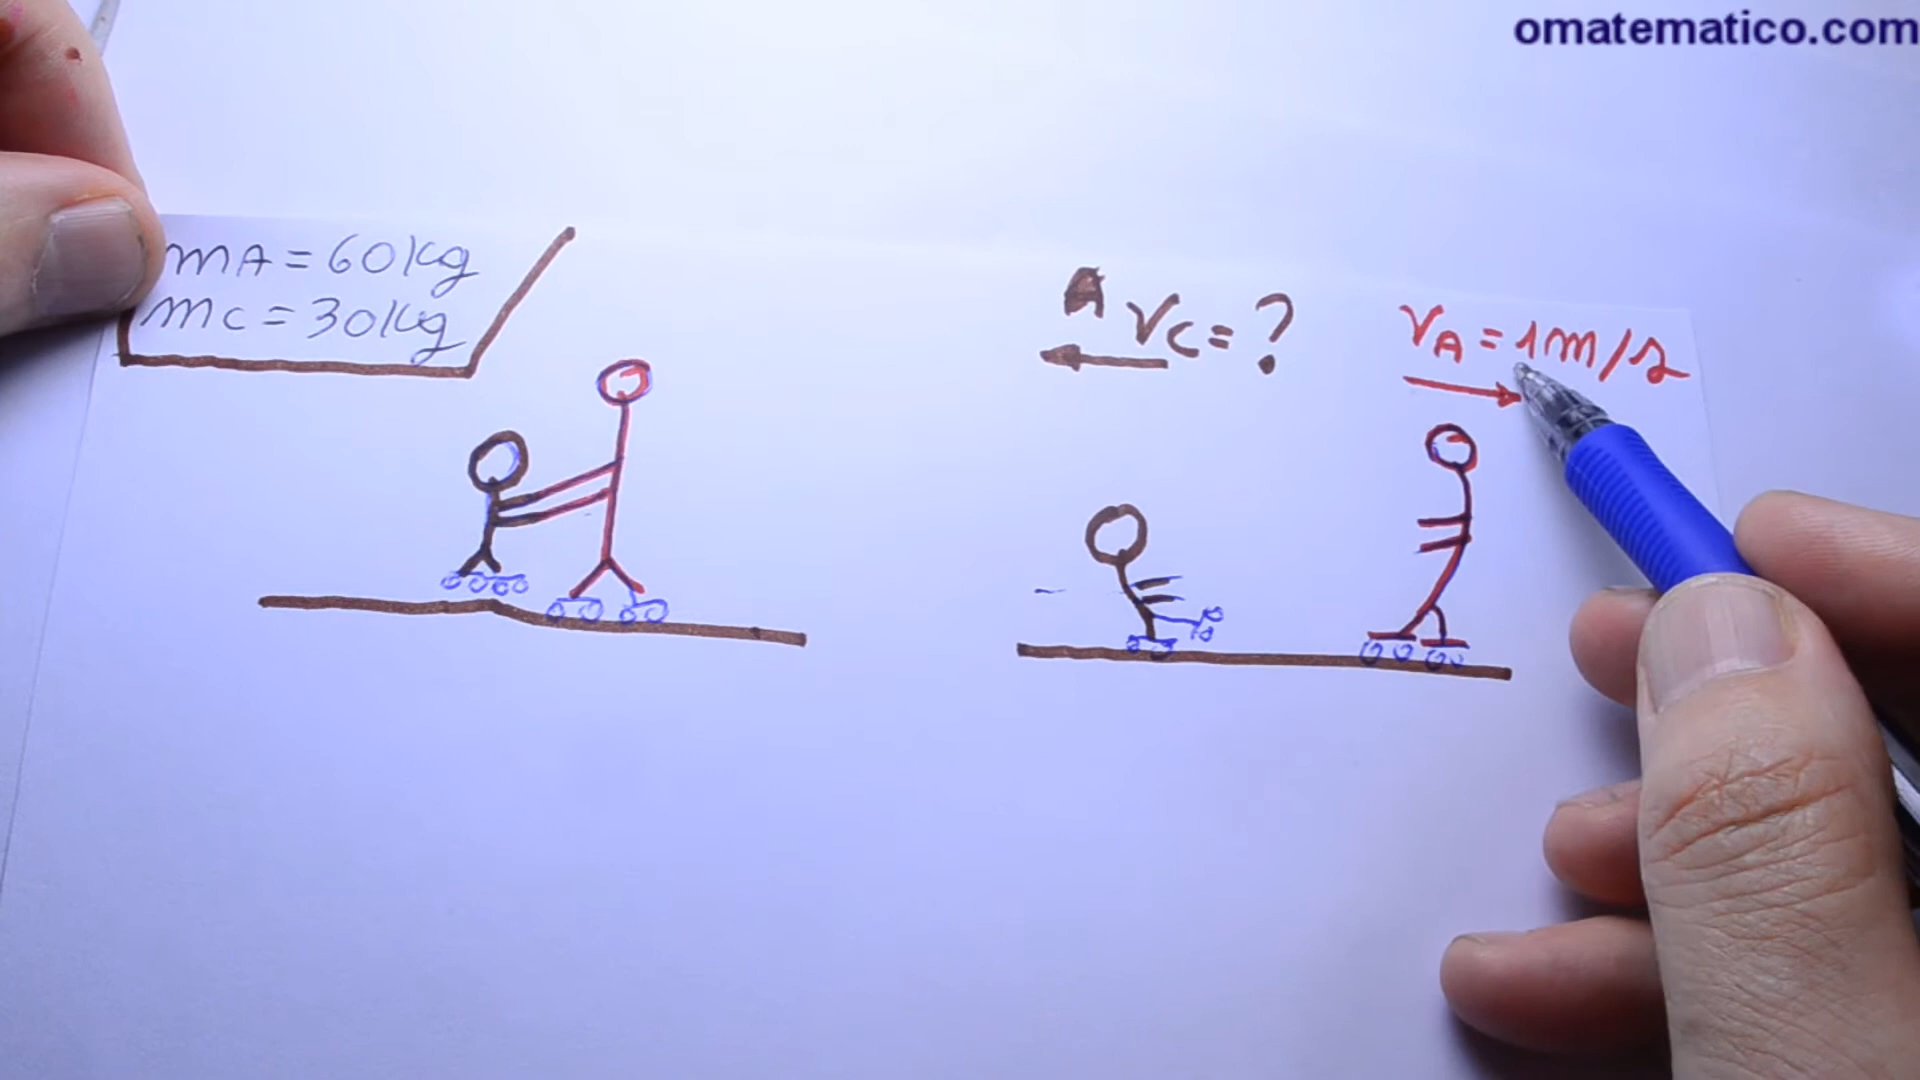 omatematico.com
mA = 60kg
mc = 30kg
A
vc = ?
vA = 1m/s